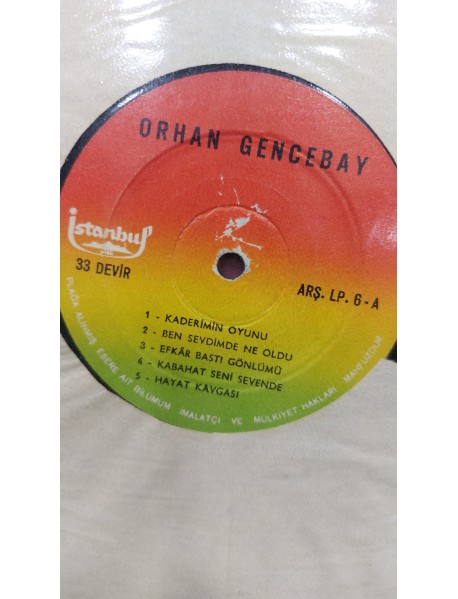 ORHAN GENCEBAY
İstanbul
33 DEVİR
ARŞ. LP. 6-A
1 - KADERİMİN OYUNU
2 - BEN SEVDİMDE NE OLDU
3 - EFKÂR BASTI GÖNLÜMÜ
4 - KABAHAT SENİ SEVENDE
5 - HAYAT KAVGASI
PLAĞA ALINMIŞ ESERE AİT BİLUMUM İMALATÇI VE MÜLKİYET HAKLARI MAHFUZDUR